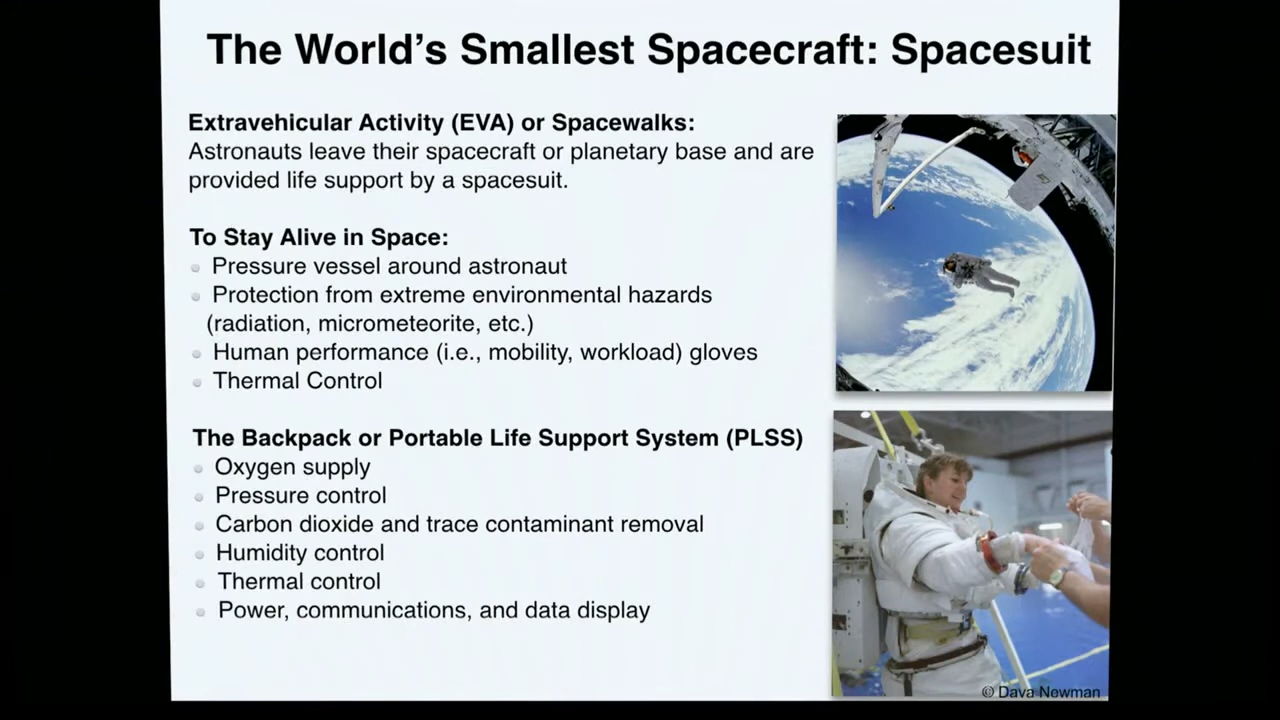 The World's Smallest Spacecraft: Spacesuit
Extravehicular Activity (EVA) or Spacewalks:
Astronauts leave their spacecraft or planetary base and are
provided life support by a spacesuit.
To Stay Alive in Space:
Pressure vessel around astronaut
Protection from extreme environmental hazards
(radiation, micrometeorite, etc.)
Human performance (i.e., mobility, workload) gloves
Thermal Control
The Backpack or Portable Life Support System (PLSS)
Oxygen supply
Pressure control
Carbon dioxide and trace contaminant removal
Humidity control
Thermal control
Power, communications, and data display
© Dava Newman